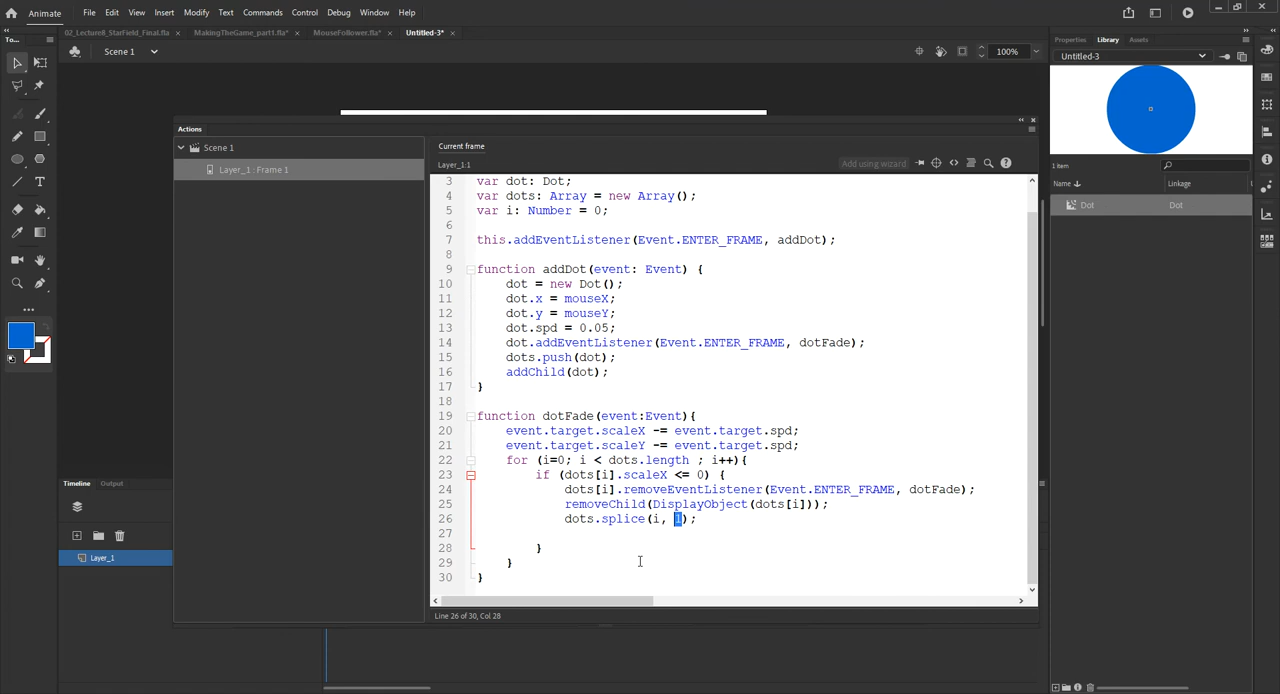 Animate File Edit View Insert Modify Text Commands Control Debug Window Help
To... 02_Lecture8_StarField_Final.fla × MakingTheGame_part1.fla* × MouseFollower.fla* × Untitled-3* × Properties Library Assets
Scene 1 100% Untitled-3
Actions
Scene 1 Current frame
Layer_1 : Frame 1 Layer_1:1 Add using wizard
1 item
Name Linkage
Dot Dot
3 var dot: Dot;
4 var dots: Array = new Array();
5 var i: Number = 0;
6
7 this.addEventListener(Event.ENTER_FRAME, addDot);
8
9 function addDot(event: Event) {
10 dot = new Dot();
11 dot.x = mouseX;
12 dot.y = mouseY;
13 dot.spd = 0.05;
14 dot.addEventListener(Event.ENTER_FRAME, dotFade);
15 dots.push(dot);
16 addChild(dot);
17 }
18
19 function dotFade(event:Event){
20 event.target.scaleX -= event.target.spd;
21 event.target.scaleY -= event.target.spd;
22 for (i=0; i < dots.length ; i++){
23 if (dots[i].scaleX <= 0) {
24 dots[i].removeEventListener(Event.ENTER_FRAME, dotFade);
25 removeChild(DisplayObject(dots[i]));
26 dots.splice(i, 1);
27
28 }
29 }
30 }
Line 26 of 30, Col 28
Timeline Output
Layer_1